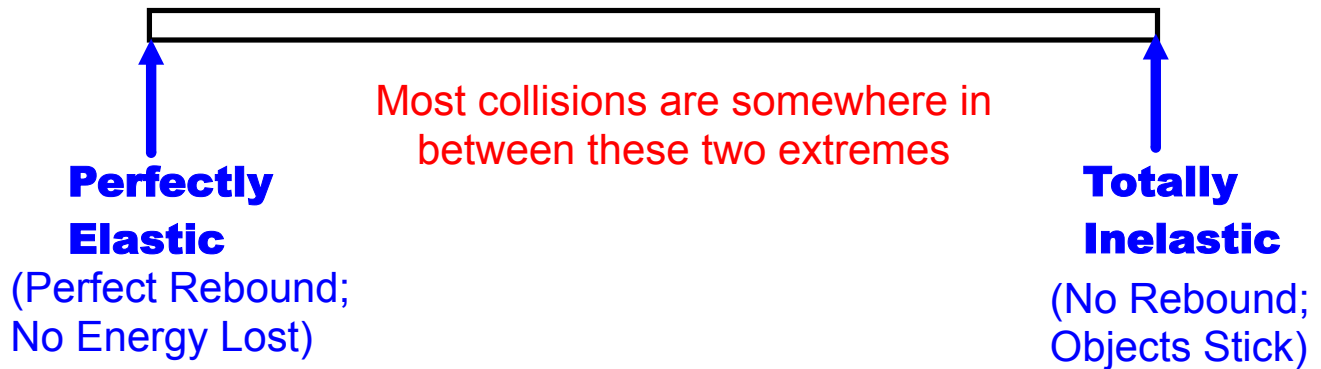 Most collisions are somewhere in
between these two extremes
Perfectly
Elastic
(Perfect Rebound;
No Energy Lost)
Totally
Inelastic
(No Rebound;
Objects Stick)